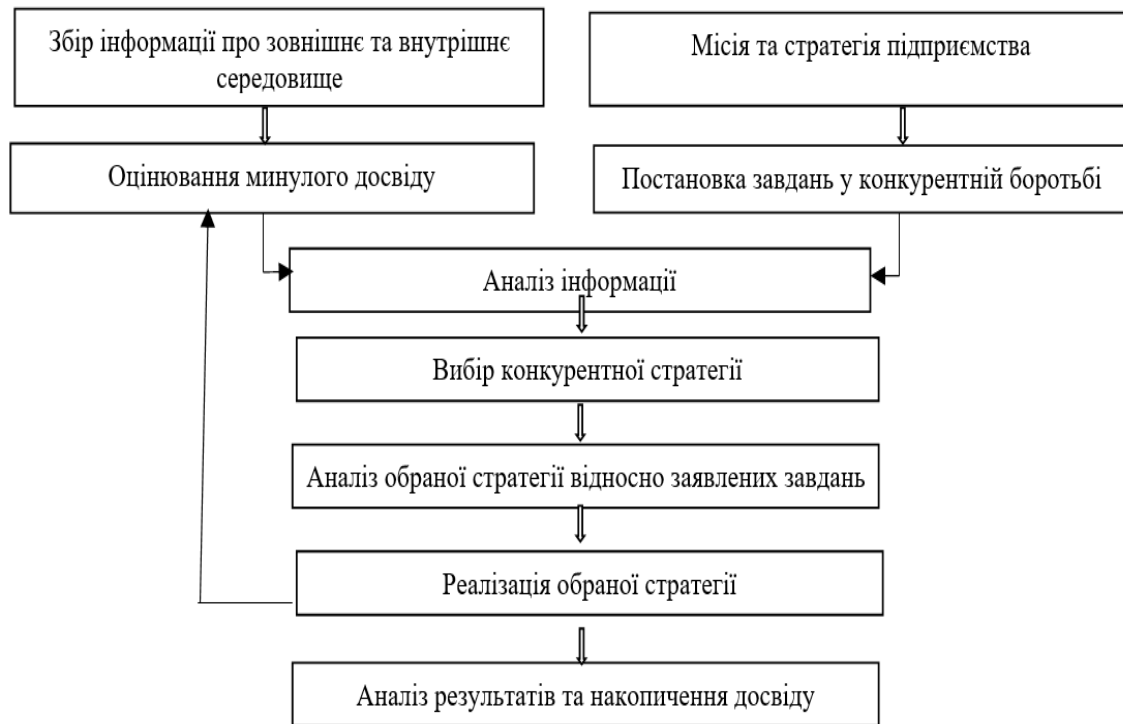 Збір інформації про зовнішнє та внутрішнє
середовище
Місія та стратегія підприємства
Оцінювання минулого досвіду
Постановка завдань у конкурентній боротьбі
Аналіз інформації
Вибір конкурентної стратегії
Аналіз обраної стратегії відносно заявлених завдань
Реалізація обраної стратегії
Аналіз результатів та накопичення досвіду